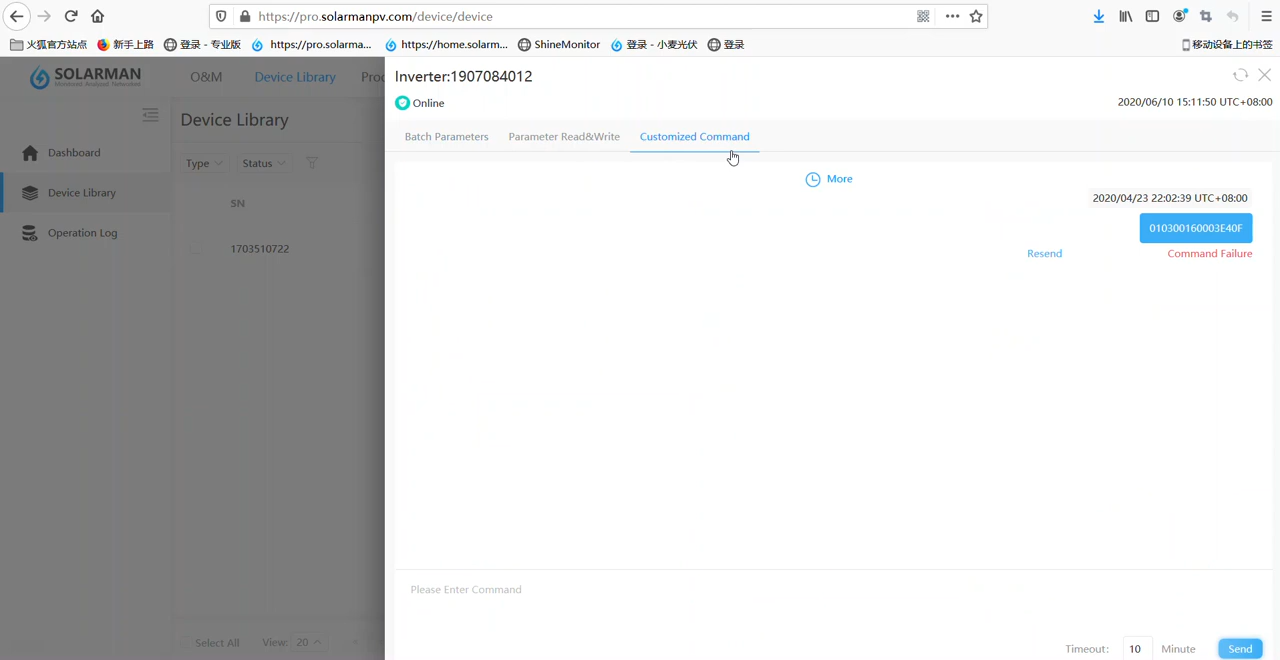 https://pro.solarmanpv.com/device/device
火狐官方站点
新手上路
登录 - 专业版
https://pro.solarma...
https://home.solarm...
ShineMonitor
登录 - 小麦光伏
登录
移动设备上的书签
SOLARMAN
O&M
Device Library
Proc
Inverter:1907084012
Online
2020/06/10 15:11:50 UTC+08:00
Device Library
Batch Parameters
Parameter Read&Write
Customized Command
Dashboard
Type
Status
More
Device Library
2020/04/23 22:02:39 UTC+08:00
SN
010300160003E40F
Operation Log
1703510722
Resend
Command Failure
Please Enter Command
Select All
View: 20
Timeout: 10 Minute
Send